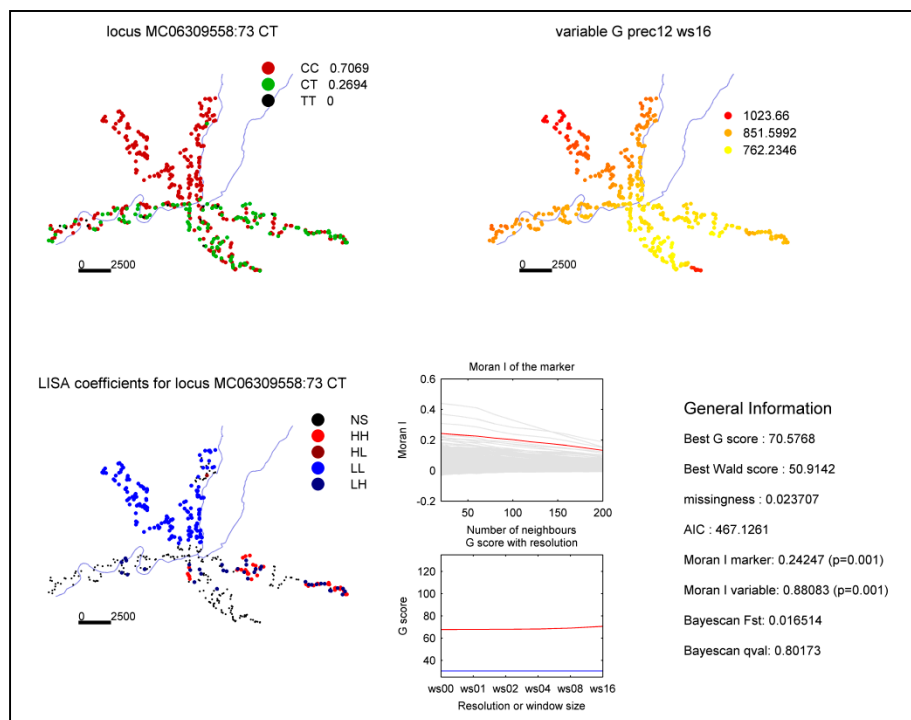 locus MC06309558:73 CT
CC 0.7069
CT 0.2694
TT 0
0 2500
variable G prec12 ws16
1023.66
851.5992
762.2346
0 2500
LISA coefficients for locus MC06309558:73 CT
NS
HH
HL
LL
LH
0 2500
Moran I of the marker
Moran I
0.6
0.4
0.2
0
-0.2
50 100 150 200
Number of neighbours
G score with resolution
G score
120
100
80
60
40
ws00 ws01 ws02 ws04 ws08 ws16
Resolution or window size
General Information
Best G score : 70.5768
Best Wald score : 50.9142
missingness : 0.023707
AIC : 467.1261
Moran I marker: 0.24247 (p=0.001)
Moran I variable: 0.88083 (p=0.001)
Bayescan Fst: 0.016514
Bayescan qval: 0.80173